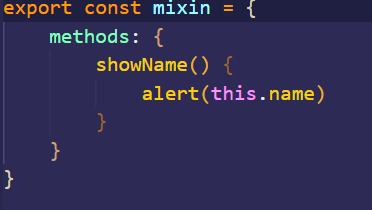 export const mixin = {
    methods: {
        showName() {
            alert(this.name)
        }
    }
}